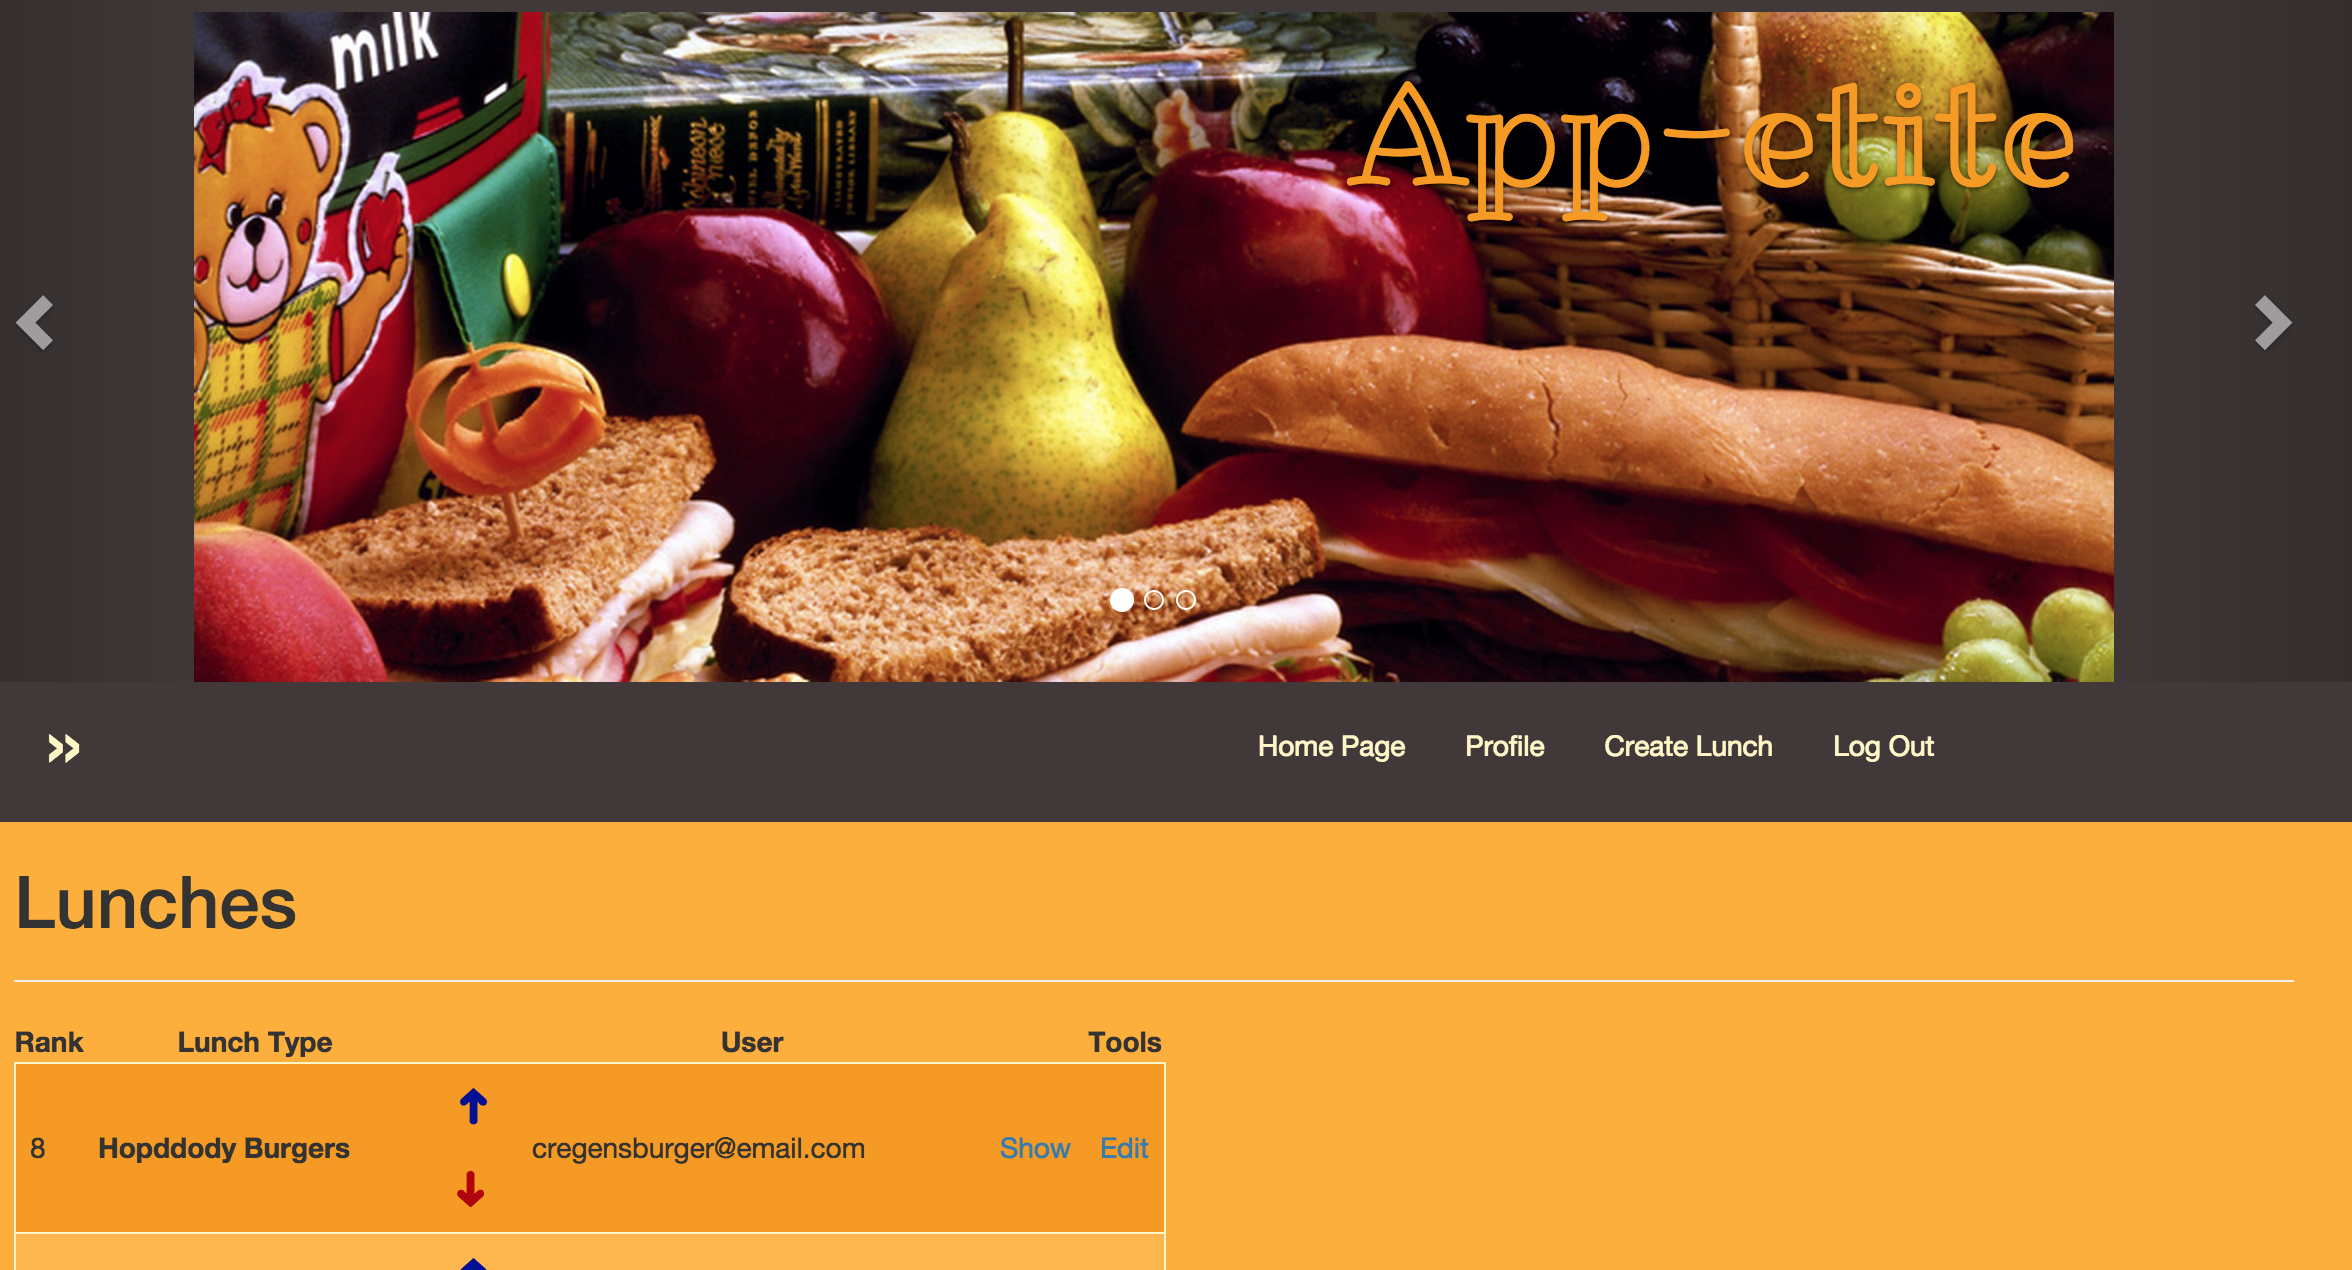 milk
App-etite
»
Home Page Profile Create Lunch Log Out
Lunches
Rank Lunch Type User Tools
8 Hopddody Burgers cregensburger@email.com Show Edit